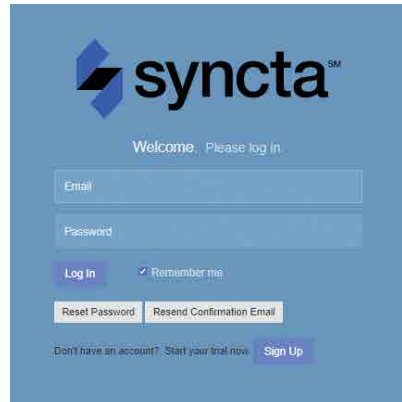 syncta℠
Welcome. Please log in.
Email
Password
Log In Remember me
Reset Password Resend Confirmation Email
Don't have an account? Start your trial now. Sign Up